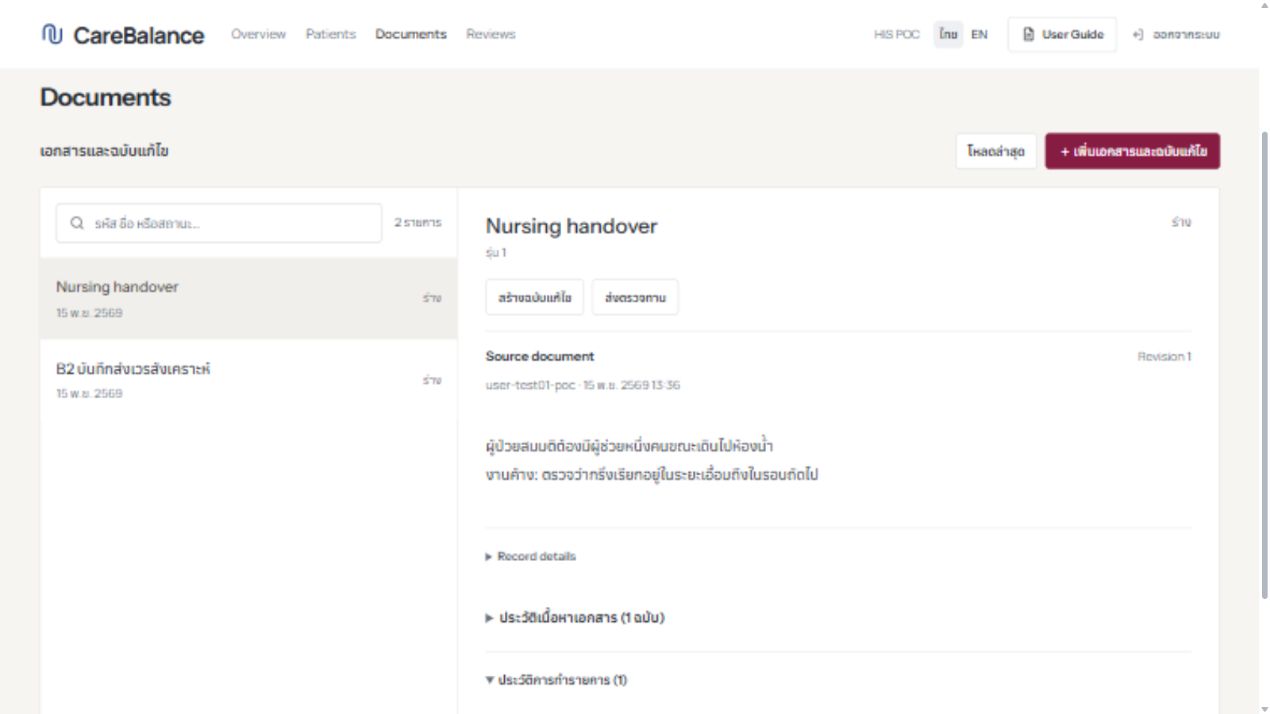 CareBalance
Overview
Patients
Documents
Reviews
HIS POC
ไทย
EN
User Guide
ออกจากระบบ
Documents
เอกสารและฉบับแก้ไข
โหลดล่าสุด
+ เพิ่มเอกสารและฉบับแก้ไข
รหัส ชื่อ หรือสถานะ...
2 รายการ
Nursing handover
15 พ.ย. 2569
ร่าง
B2 บันทึกส่งเวรสังเคราะห์
15 พ.ย. 2569
ร่าง
Nursing handover
ร่าง
รุ่น 1
สร้างฉบับแก้ไข
ส่งตรวจทาน
Source document
Revision 1
user-test01-poc · 15 พ.ย. 2569 13:36
ผู้ป่วยสมมติต้องมีผู้ช่วยหนึ่งคนขณะเดินไปห้องน้ำ
งานค้าง: ตรวจว่ากริ่งเรียกอยู่ในระยะเอื้อมถึงในรอบถัดไป
Record details
ประวัติเนื้อหาเอกสาร (1 ฉบับ)
ประวัติการทำรายการ (1)